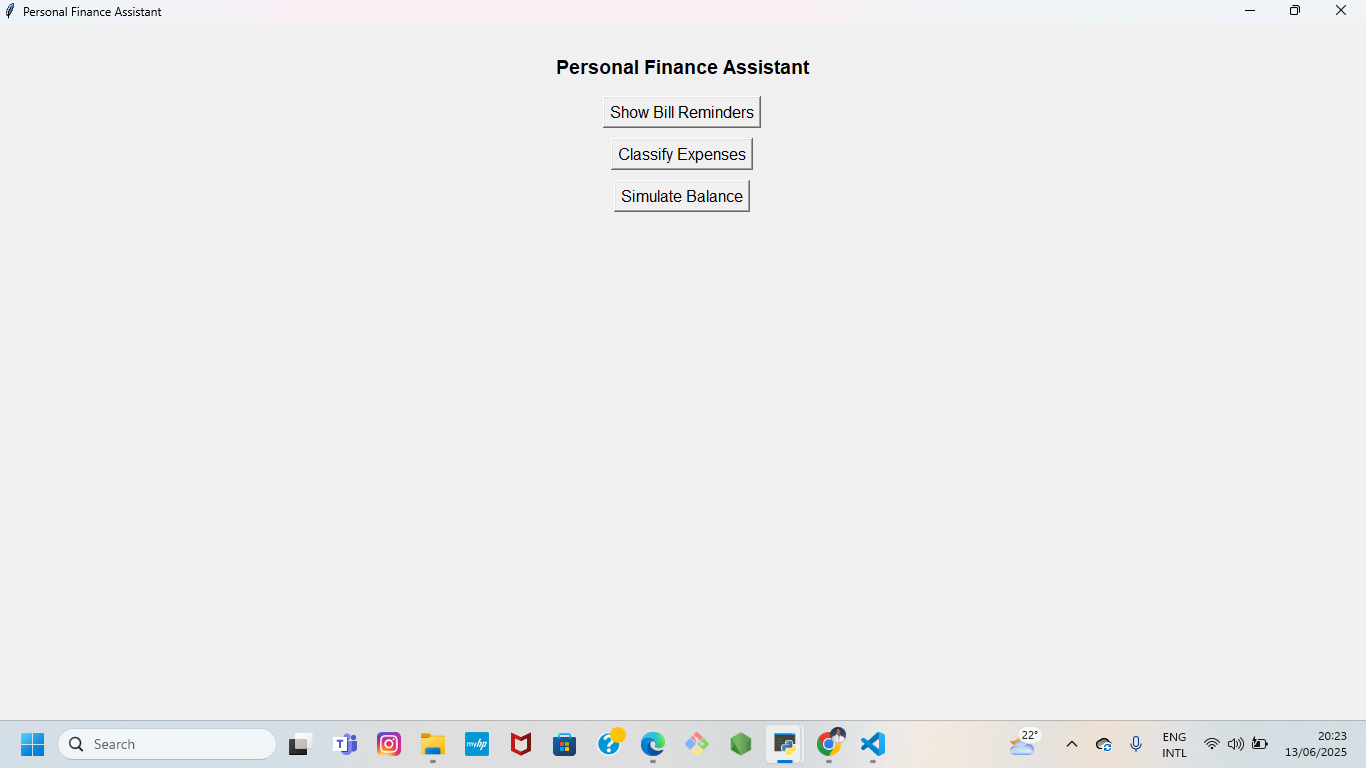 Personal Finance Assistant
Personal Finance Assistant
Show Bill Reminders
Classify Expenses
Simulate Balance
Search
myhp
22°
ENG
INTL
20:23
13/06/2025